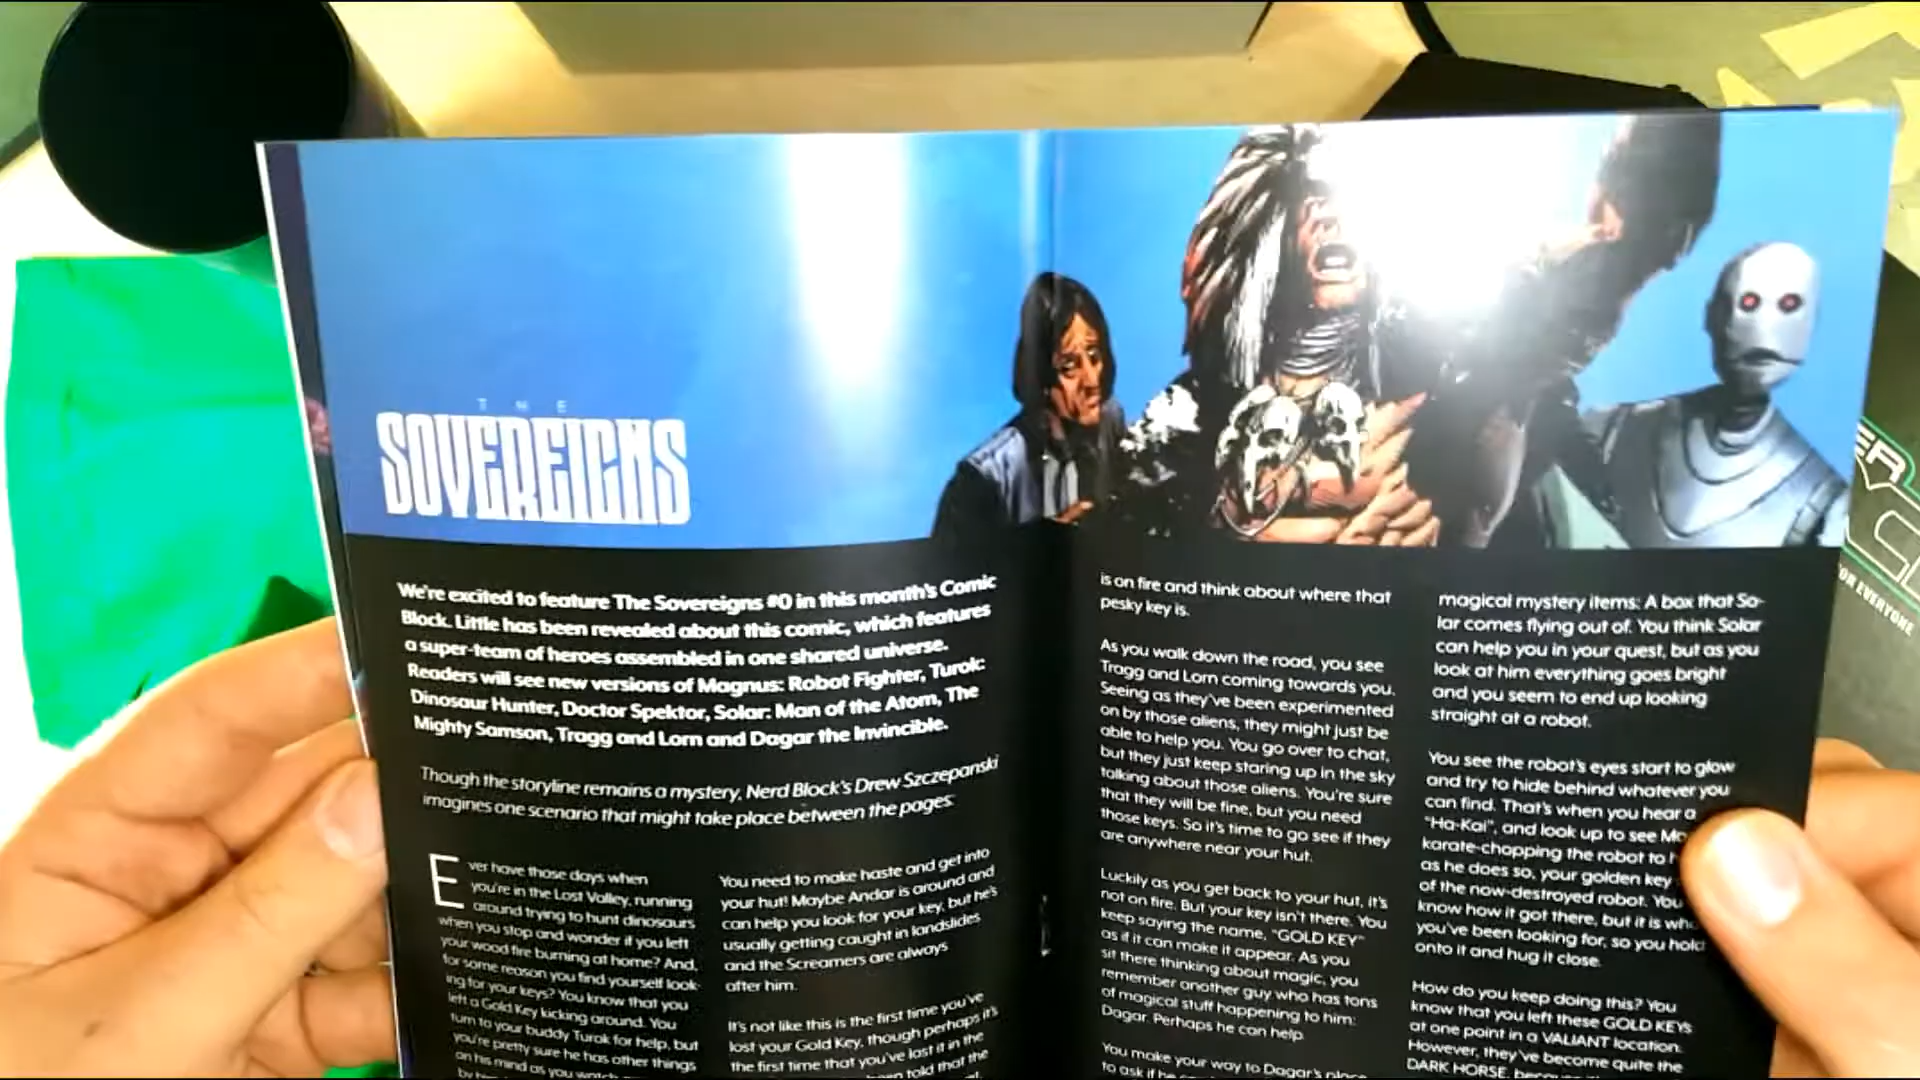 THE
SOVEREIGNS
We're excited to feature The Sovereigns #0 in this month's Comic
Block. Little has been revealed about this comic, which features
a super-team of heroes assembled in one shared universe.
Readers will see new versions of Magnus: Robot Fighter, Turok:
Dinosaur Hunter, Doctor Spektor, Solar: Man of the Atom, The
Mighty Samson, Tragg and Lorn and Dagar the Invincible.
Though the storyline remains a mystery, Nerd Block's Drew Szczepanski
imagines one scenario that might take place between the pages:
Ever have those days when
you're in the Lost Valley, running
around trying to hunt dinosaurs
when you stop and wonder if you left
your wood fire burning at home? And,
for some reason you find yourself look-
ing for your keys? You know that you
left a Gold Key kicking around. You
turn to your buddy Turok for help, but
you're pretty sure he has other things
on his mind as you
You need to make haste and get into
your hut! Maybe Andar is around and
can help you look for your key, but he's
usually getting caught in landslides
and the Screamers are always
after him.
It's not like this is the first time you've
lost your Gold Key, though perhaps it's
the first time that you've lost it in the
told that the
is on fire and think about where that
pesky key is.
As you walk down the road, you see
Tragg and Lorn coming towards you.
Seeing as they've been experimented
on by those aliens, they might just be
able to help you. You go over to chat,
but they just keep staring up in the sky
talking about those aliens. You're sure
that they will be fine, but you need
those keys. So it's time to go see if they
are anywhere near your hut.
Luckily as you get back to your hut, it's
not on fire. But your key isn't there. You
keep saying the name, "GOLD KEY"
as if it can make it appear. As you
sit there thinking about magic, you
remember another guy who has tons
of magical stuff happening to him:
Dagar. Perhaps he can help.
You make your way to Dagar's place
to ask if he
magical mystery items: A box that So-
lar comes flying out of. You think Solar
can help you in your quest, but as you
look at him everything goes bright
and you seem to end up looking
straight at a robot.
You see the robot's eyes start to glow
and try to hide behind whatever you
can find. That's when you hear a
"Ha-Kai", and look up to see
karate-chopping the robot to
as he does so, your golden key
of the now-destroyed robot. You
know how it got there, but it is
you've been looking for, so you hold
onto it and hug it close.
How do you keep doing this? You
know that you left these GOLD KEYs
at one point in a VALIANT location.
However, they've become quite the
DARK HORSE,
ER
OR EVERYONE